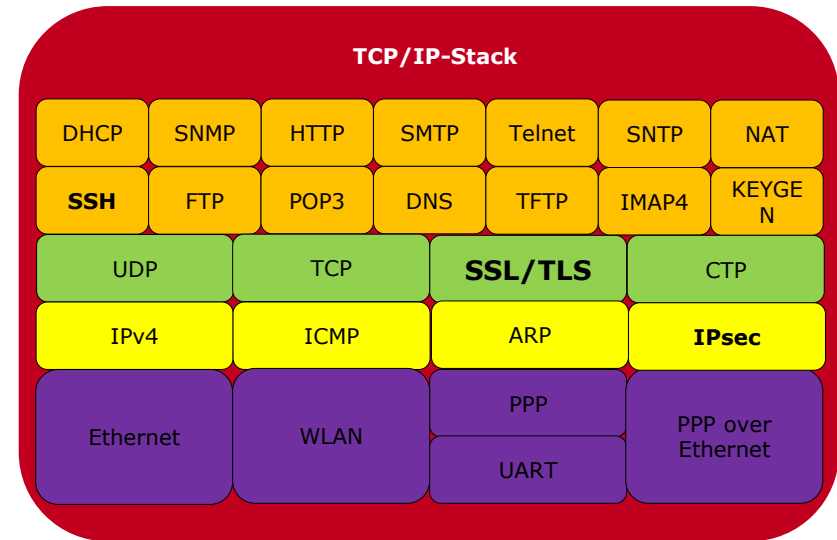 TCP/IP-Stack
DHCP
SNMP
HTTP
SMTP
Telnet
SNTP
NAT
SSH
FTP
POP3
DNS
TFTP
IMAP4
KEYGE
N
UDP
TCP
SSL/TLS
CTP
IPv4
ICMP
ARP
IPsec
Ethernet
WLAN
PPP
UART
PPP over
Ethernet